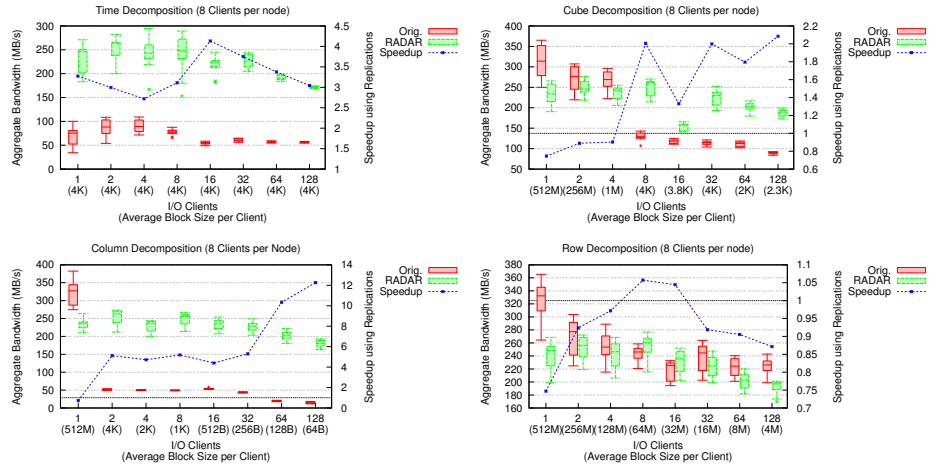 Time Decomposition (8 Clients per node)
Aggregate Bandwidth (MB/s)
300
250
200
150
100
50
0
4.5
4
3.5
3
2.5
2
1.5
1
Speedup using Replications
Orig.
RADAR
Speedup
1 2 4 8 16 32 64 128
(4K) (4K) (4K) (4K) (4K) (4K) (4K) (4K)
I/O Clients
(Average Block Size per Client)
Cube Decomposition (8 Clients per node)
Aggregate Bandwidth (MB/s)
400
350
300
250
200
150
100
50
2.2
2
1.8
1.6
1.4
1.2
1
0.8
0.6
Speedup using Replications
Orig.
RADAR
Speedup
1 2 4 8 16 32 64 128
(512M) (256M) (1M) (4K) (3.8K) (4K) (2K) (2.3K)
I/O Clients
(Average Block Size per Client)
Column Decomposition (8 Clients per Node)
Aggregate Bandwidth (MB/s)
400
350
300
250
200
150
100
50
0
14
12
10
8
6
4
2
0
Speedup using Replications
Orig.
RADAR
Speedup
1 2 4 8 16 32 64 128
(512M) (4K) (2K) (1K) (512B) (256B) (128B) (64B)
I/O Clients
(Average Block Size per Client)
Row Decomposition (8 Clients per node)
Aggregate Bandwidth (MB/s)
380
360
340
320
300
280
260
240
220
200
180
160
1.1
1.05
1
0.95
0.9
0.85
0.8
0.75
0.7
Speedup using Replications
Orig.
RADAR
Speedup
1 2 4 8 16 32 64 128
(512M) (256M) (128M) (64M) (32M) (16M) (8M) (4M)
I/O Clients
(Average Block Size per Client)